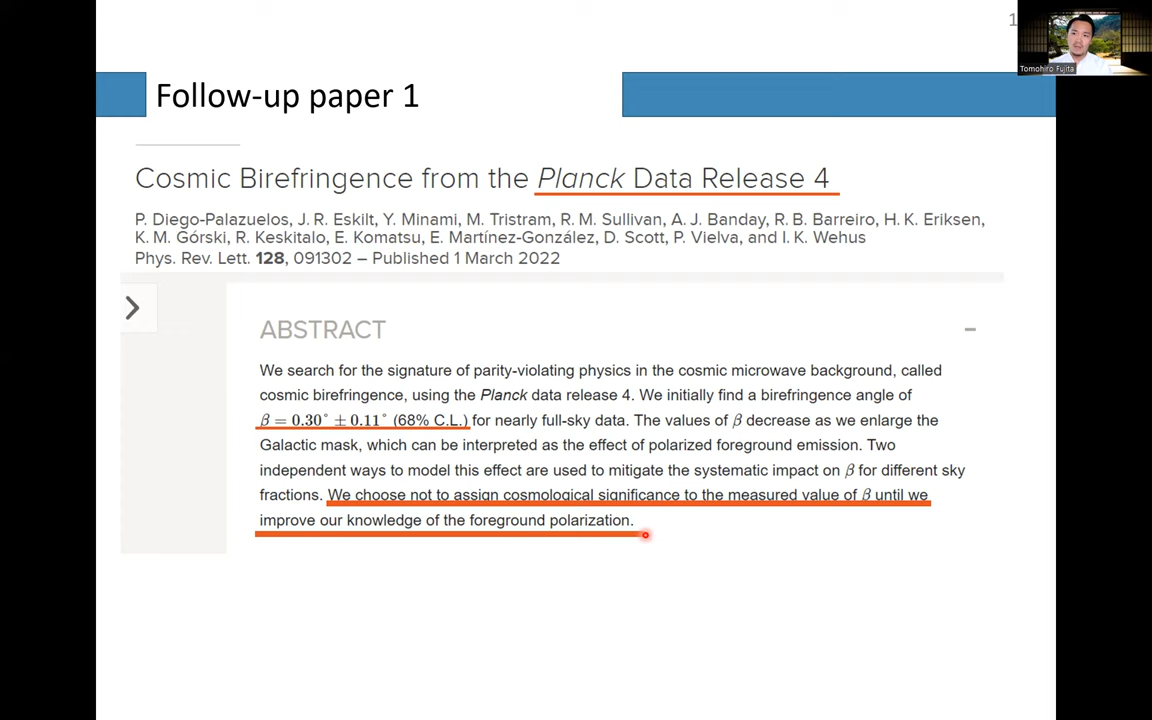 1
Tomohiro Fujita
Follow-up paper 1
Cosmic Birefringence from the Planck Data Release 4
P. Diego-Palazuelos, J. R. Eskilt, Y. Minami, M. Tristram, R. M. Sullivan, A. J. Banday, R. B. Barreiro, H. K. Eriksen,
K. M. Górski, R. Keskitalo, E. Komatsu, E. Martínez-González, D. Scott, P. Vielva, and I. K. Wehus
Phys. Rev. Lett. 128, 091302 – Published 1 March 2022
ABSTRACT
We search for the signature of parity-violating physics in the cosmic microwave background, called
cosmic birefringence, using the Planck data release 4. We initially find a birefringence angle of
β = 0.30° ± 0.11° (68% C.L.) for nearly full-sky data. The values of β decrease as we enlarge the
Galactic mask, which can be interpreted as the effect of polarized foreground emission. Two
independent ways to model this effect are used to mitigate the systematic impact on β for different sky
fractions. We choose not to assign cosmological significance to the measured value of β until we
improve our knowledge of the foreground polarization.